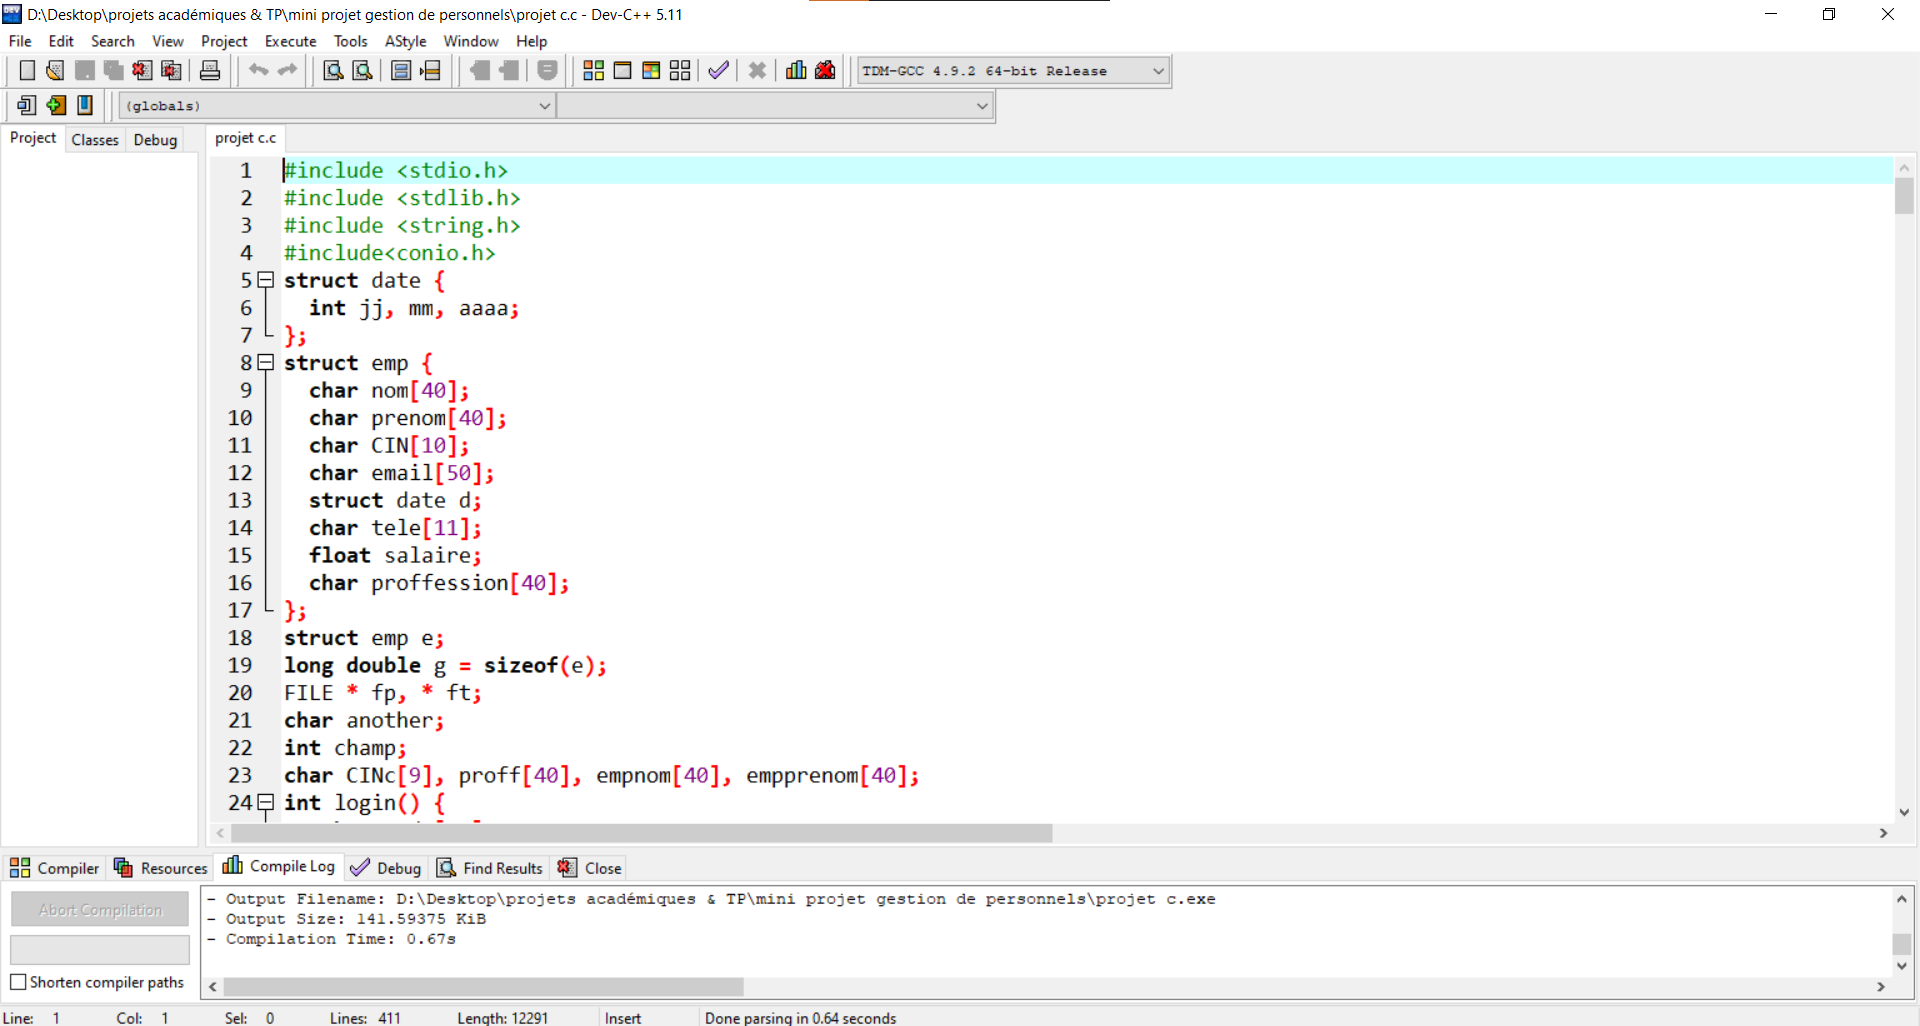 D:\Desktop\projets académiques & TP\mini projet gestion de personnels\projet c.c - Dev-C++ 5.11
File Edit Search View Project Execute Tools AStyle Window Help
TDM-GCC 4.9.2 64-bit Release
(globals)
Project Classes Debug projet c.c
1 #include <stdio.h>
2 #include <stdlib.h>
3 #include <string.h>
4 #include<conio.h>
5 struct date {
6 int jj, mm, aaaa;
7 };
8 struct emp {
9 char nom[40];
10 char prenom[40];
11 char CIN[10];
12 char email[50];
13 struct date d;
14 char tele[11];
15 float salaire;
16 char proffession[40];
17 };
18 struct emp e;
19 long double g = sizeof(e);
20 FILE * fp, * ft;
21 char another;
22 int champ;
23 char CINc[9], proff[40], empnom[40], empprenom[40];
24 int login() {
Compiler Resources Compile Log Debug Find Results Close
Abort Compilation
Shorten compiler paths
- Output Filename: D:\Desktop\projets académiques & TP\mini projet gestion de personnels\projet c.exe
- Output Size: 141.59375 KiB
- Compilation Time: 0.67s
Line: 1 Col: 1 Sel: 0 Lines: 411 Length: 12291 Insert Done parsing in 0.64 seconds